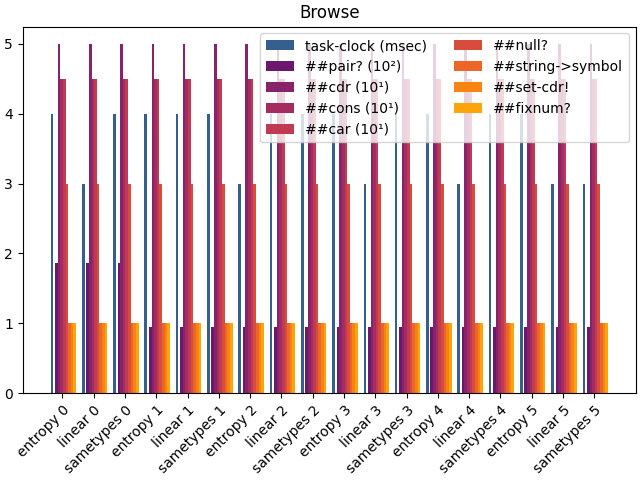 Browse
task-clock (msec)
##pair? (10²)
##cdr (10¹)
##cons (10¹)
##car (10¹)
##null?
##string->symbol
##set-cdr!
##fixnum?
5
4
3
2
1
0
entropy 0
linear 0
sametypes 0
entropy 1
linear 1
sametypes 1
entropy 2
linear 2
sametypes 2
entropy 3
linear 3
sametypes 3
entropy 4
linear 4
sametypes 4
entropy 5
linear 5
sametypes 5